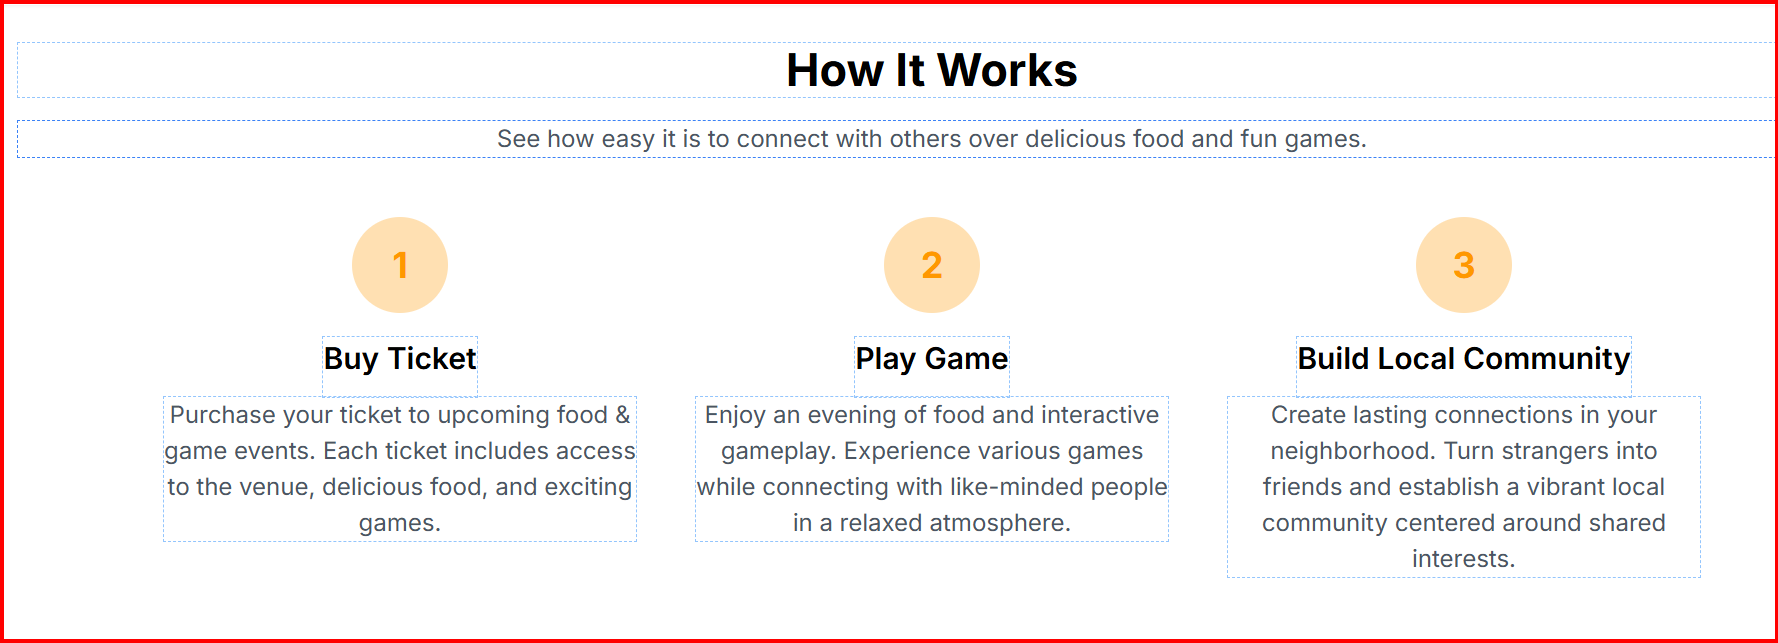 How It Works
See how easy it is to connect with others over delicious food and fun games.
1
Buy Ticket
Purchase your ticket to upcoming food &
game events. Each ticket includes access
to the venue, delicious food, and exciting
games.
2
Play Game
Enjoy an evening of food and interactive
gameplay. Experience various games
while connecting with like-minded people
in a relaxed atmosphere.
3
Build Local Community
Create lasting connections in your
neighborhood. Turn strangers into
friends and establish a vibrant local
community centered around shared
interests.